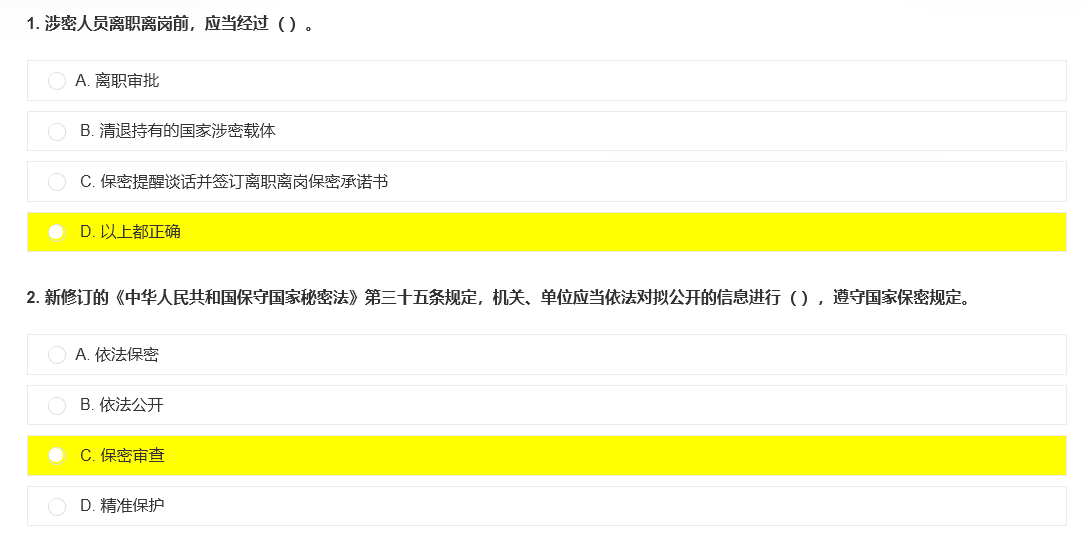 1. 涉密人员离职离岗前，应当经过（ ）。
A. 离职审批
B. 清退持有的国家涉密载体
C. 保密提醒谈话并签订离职离岗保密承诺书
D. 以上都正确
2. 新修订的《中华人民共和国保守国家秘密法》第三十五条规定，机关、单位应当依法对拟公开的信息进行（ ），遵守国家保密规定。
A. 依法保密
B. 依法公开
C. 保密审查
D. 精准保护